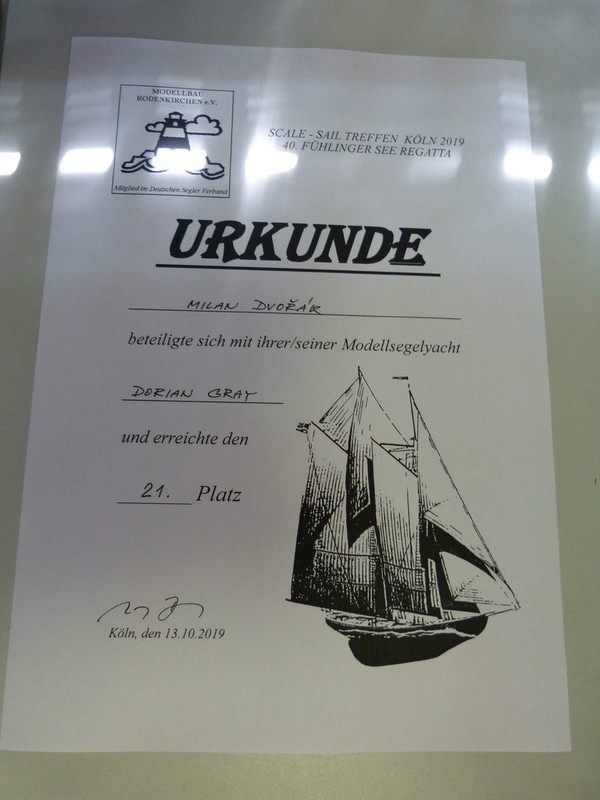 MODELLBAU
RODENKIRCHEN e.V.
Mitglied im Deutschen Segler Verband
SCALE - SAIL TREFFEN KÖLN 2019
40. FÜHLINGER SEE REGATTA
URKUNDE
MILAN DVOŘÁK
beteiligte sich mit ihrer/seiner Modellsegelyacht
DORIAN GRAY
und erreichte den
21. Platz
Köln, den 13.10.2019